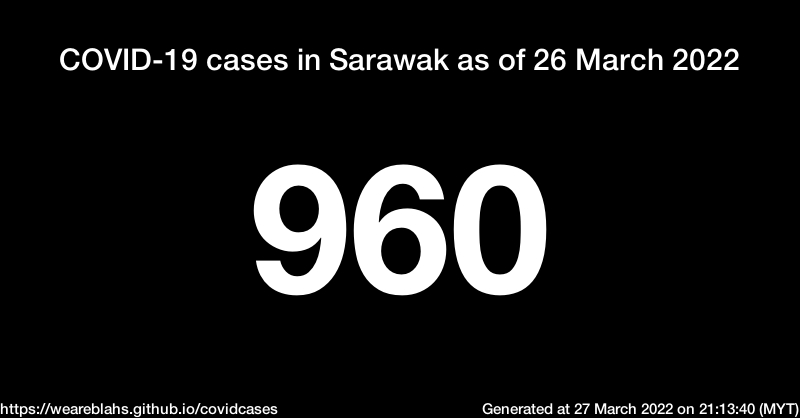 COVID-19 cases in Sarawak as of 26 March 2022
960
https://weareblahs.github.io/covidcases
Generated at 27 March 2022 on 21:13:40 (MYT)